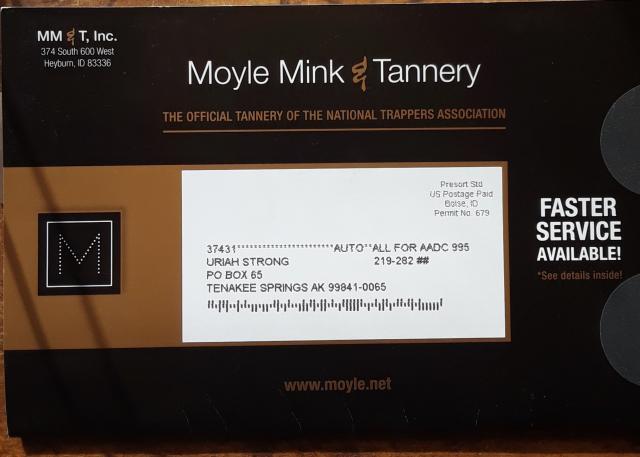 MM & T, Inc.
374 South 600 West
Heyburn, ID 83336
Moyle Mink & Tannery
THE OFFICIAL TANNERY OF THE NATIONAL TRAPPERS ASSOCIATION
Presort Std
US Postage Paid
Boise, ID
Permit No. 679
37431***********************AUTO**ALL FOR AADC 995
URIAH STRONG 219-282 ##
PO BOX 65
TENAKEE SPRINGS AK 99841-0065
M
FASTER
SERVICE
AVAILABLE!
*See details inside!
www.moyle.net